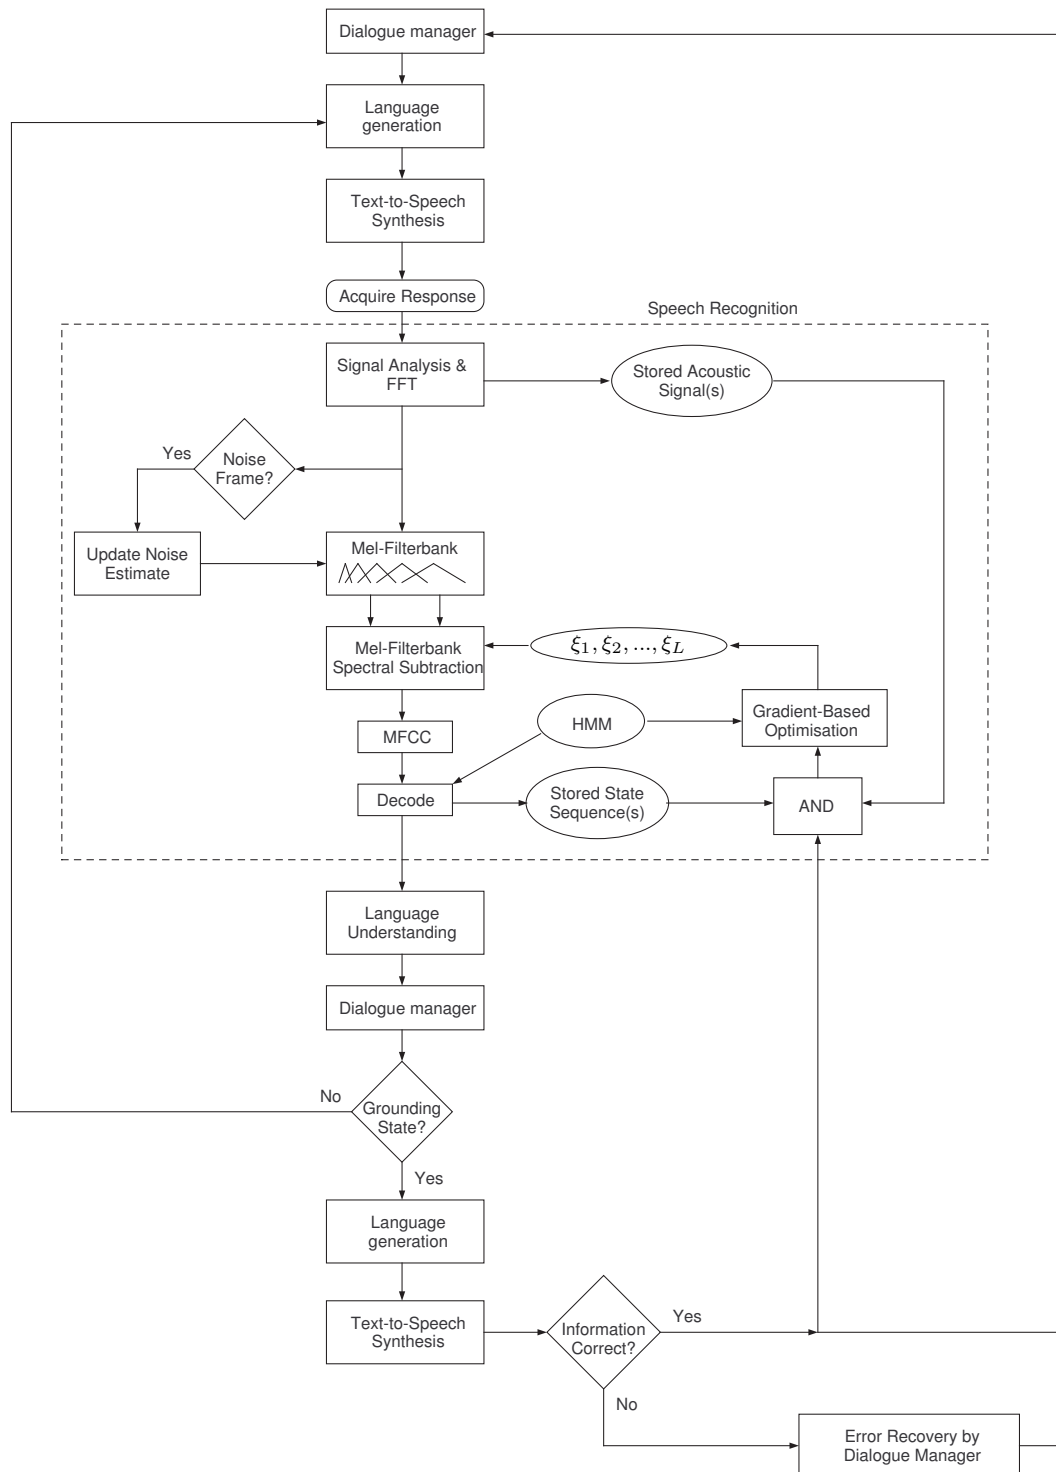 Dialogue manager
Language
generation
Text-to-Speech
Synthesis
Acquire Response
Speech Recognition
Signal Analysis &
FFT
Stored Acoustic
Signal(s)
Yes
Noise
Frame?
Update Noise
Estimate
Mel-Filterbank
Mel-Filterbank
Spectral Subtraction
ξ₁, ξ₂, ..., ξ_L
Gradient-Based
Optimisation
HMM
MFCC
Decode
Stored State
Sequence(s)
AND
Language
Understanding
Dialogue manager
No
Grounding
State?
Yes
Language
generation
Text-to-Speech
Synthesis
Information
Correct?
Yes
No
Error Recovery by
Dialogue Manager